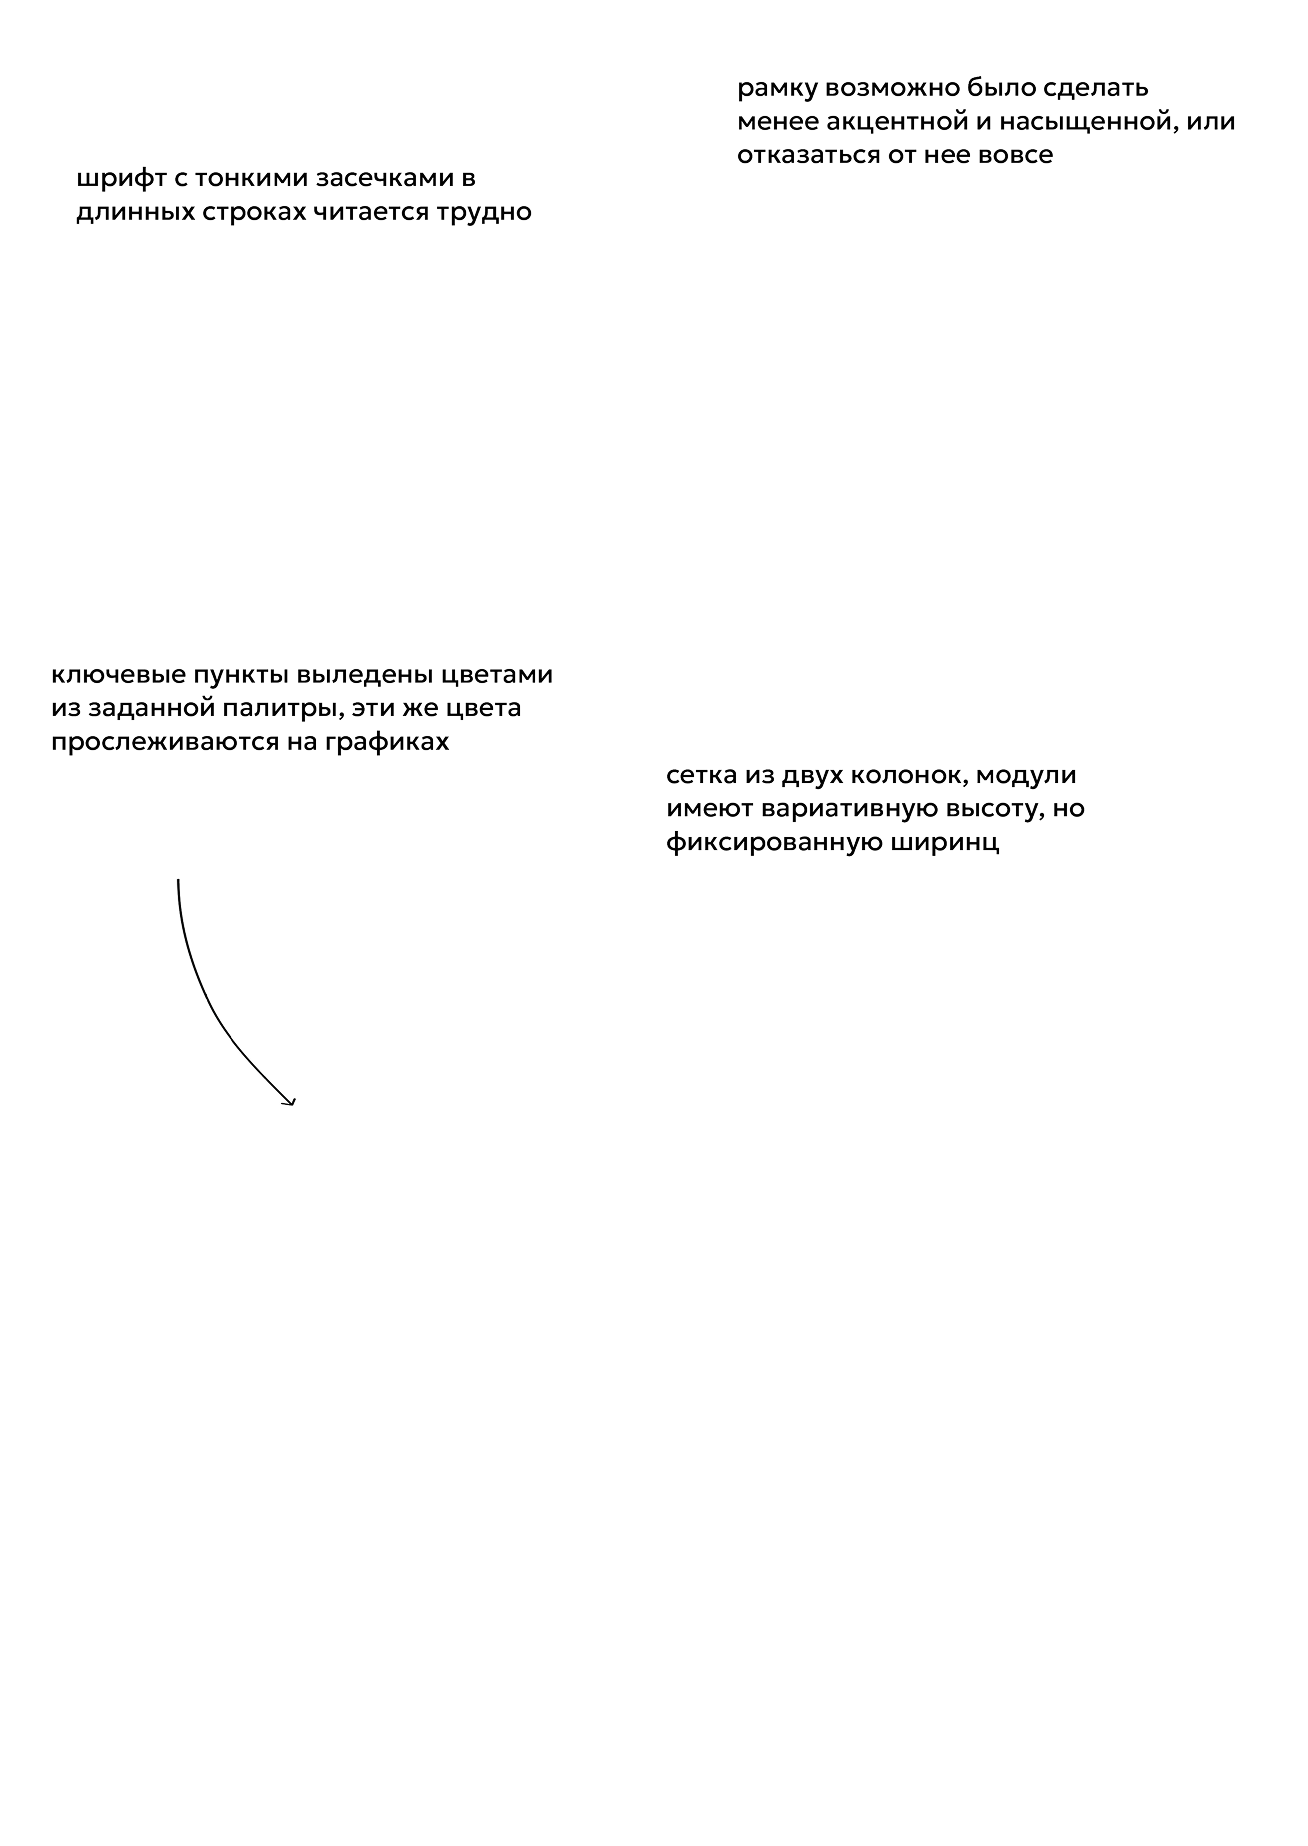 рамку возможно было сделать
менее акцентной и насыщенной, или
отказаться от нее вовсе
шрифт с тонкими засечками в
длинных строках читается трудно
ключевые пункты выледены цветами
из заданной палитры, эти же цвета
прослеживаются на графиках
сетка из двух колонок, модули
имеют вариативную высоту, но
фиксированную ширинц